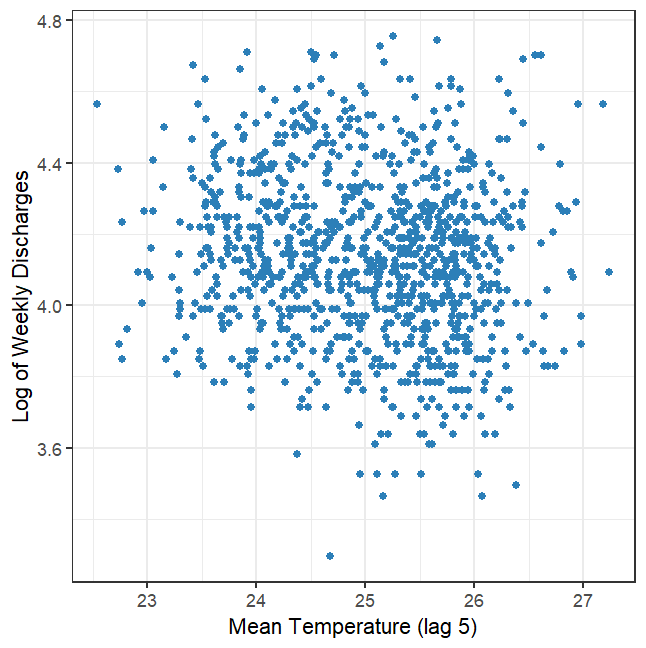 4.8
4.4
4.0
3.6
Log of Weekly Discharges
23 24 25 26 27
Mean Temperature (lag 5)